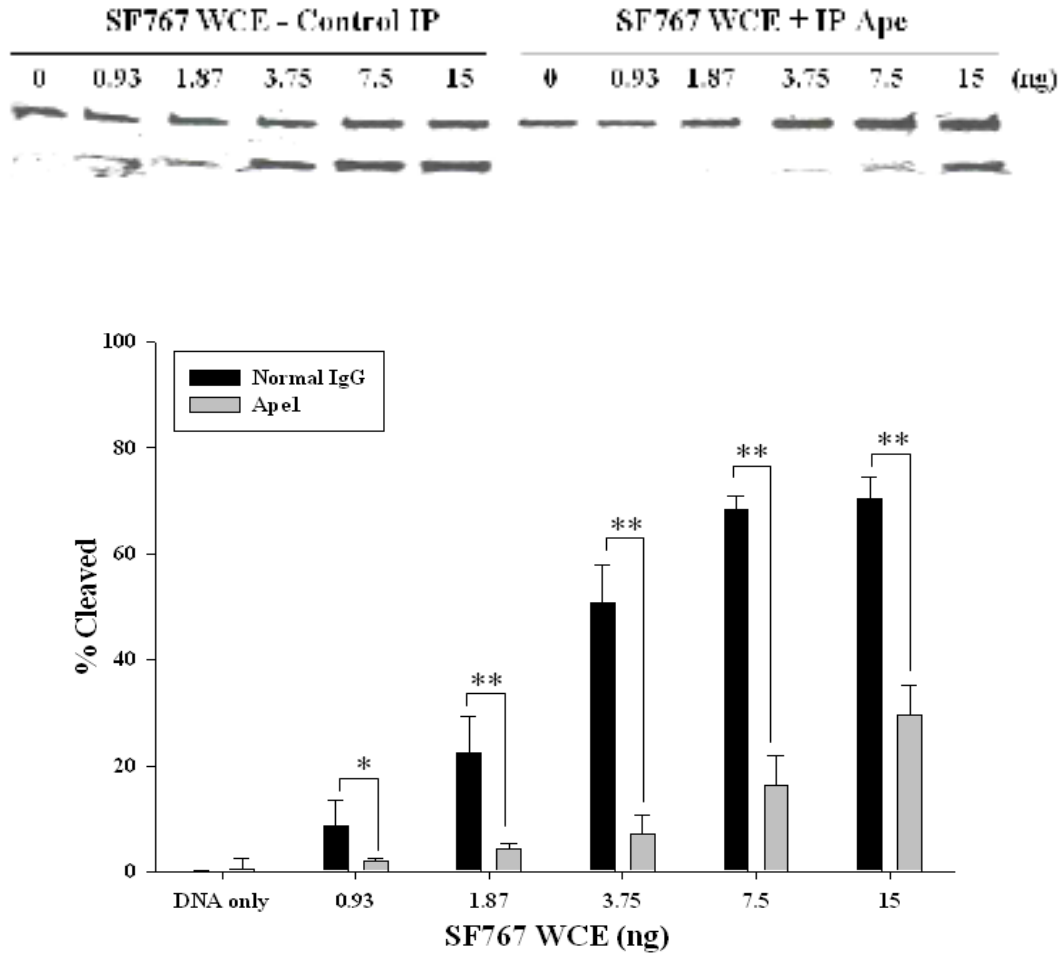 SF767 WCE - Control IP SF767 WCE + IP Ape
0 0.93 1.87 3.75 7.5 15 0 0.93 1.87 3.75 7.5 15 (ng)
100
80
60
40
20
0
% Cleaved
Normal IgG
Ape1
* ** ** ** **
DNA only 0.93 1.87 3.75 7.5 15
SF767 WCE (ng)